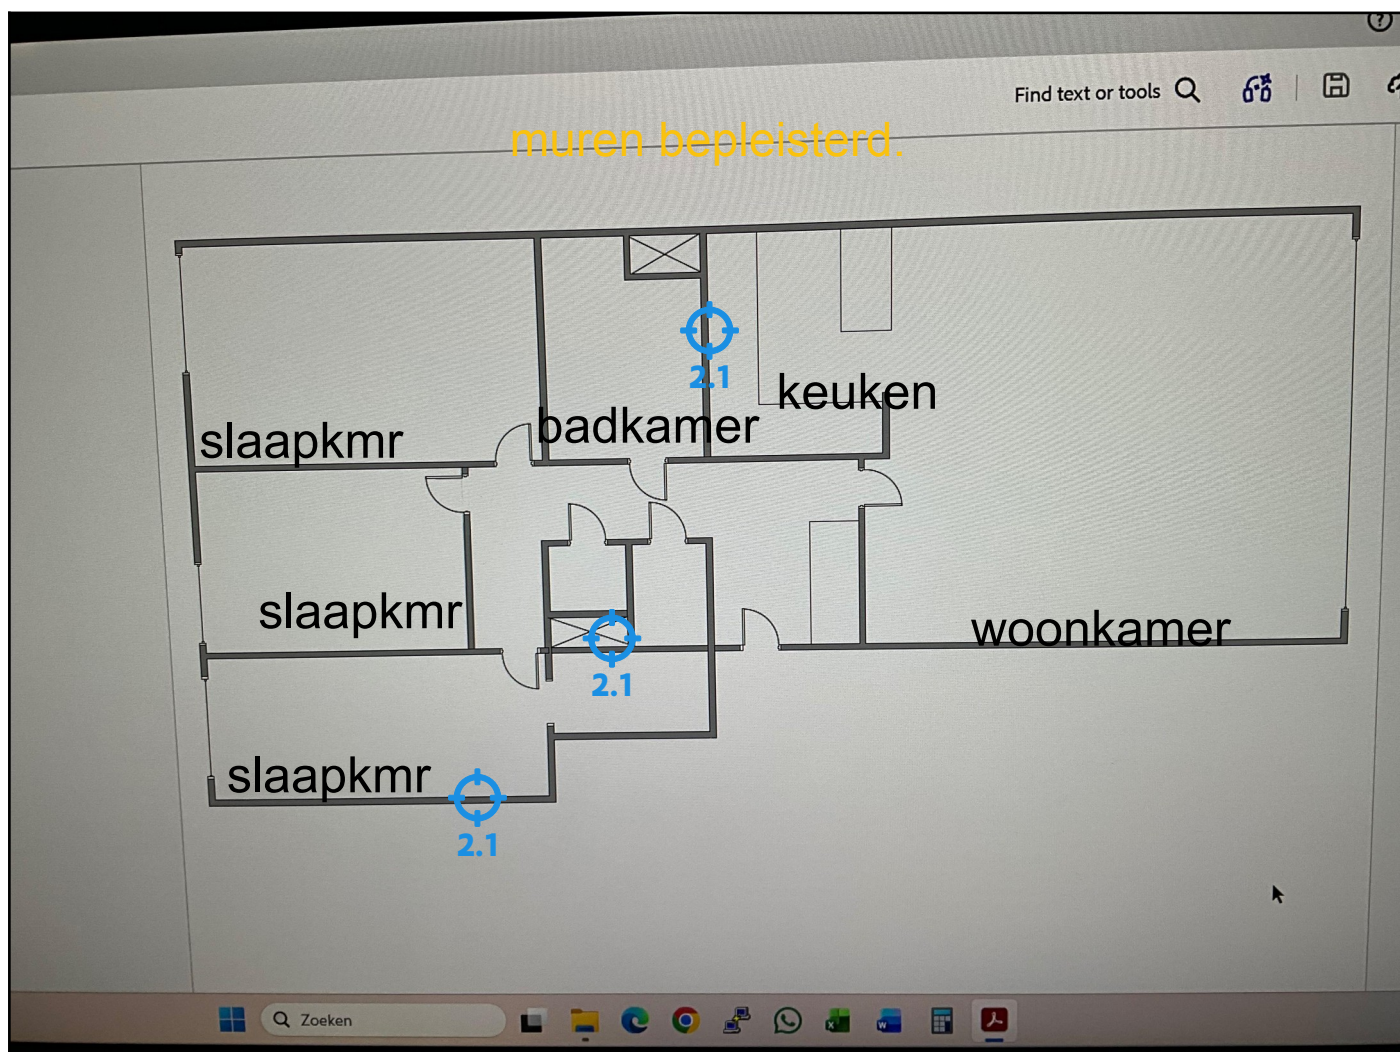 Find text or tools
muren bepleisterd.
2.1
keuken
badkamer
slaapkmr
slaapkmr
woonkamer
2.1
slaapkmr
2.1
Zoeken